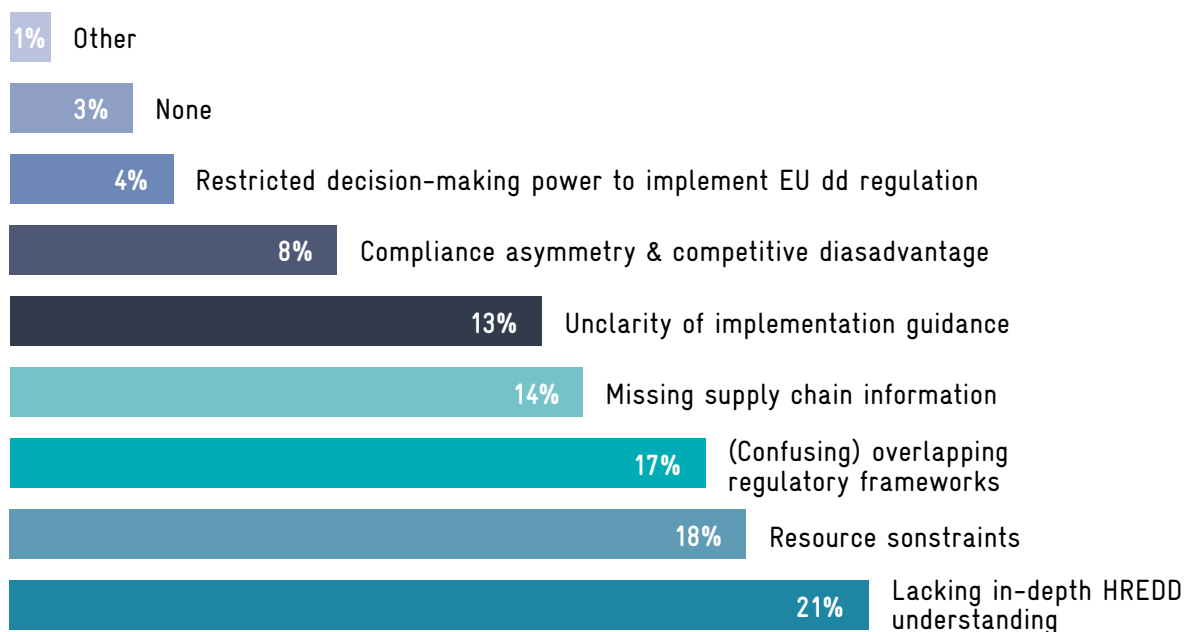 1% Other
3% None
4% Restricted decision-making power to implement EU dd regulation
8% Compliance asymmetry & competitive diasadvantage
13% Unclarity of implementation guidance
14% Missing supply chain information
17% (Confusing) overlapping
regulatory frameworks
18% Resource sonstraints
21% Lacking in-depth HREDD
understanding